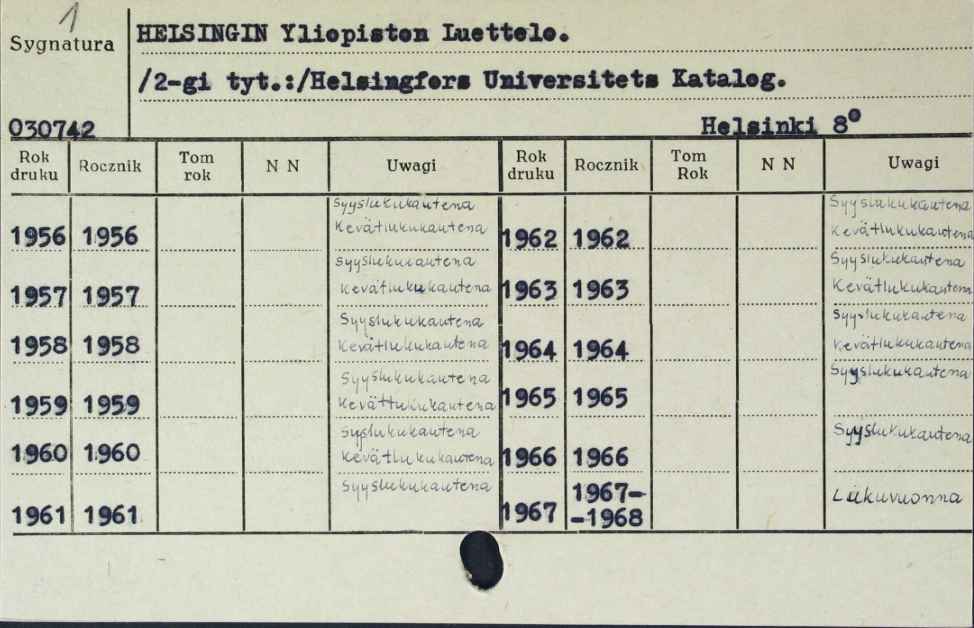 1
Sygnatura
HELSINGIN Yliopiston Luettelo.
/2-gi tyt.:/Helsingfors Universitets Katalog.
030742
Helsinki 8°
Rok druku Rocznik Tom rok N N Uwagi Rok druku Rocznik Tom Rok N N Uwagi
Syyslukukautena
1956 1956 Kevätlukukautena
Syyslukukautena
1957 1957 Kevätlukukautena
Syyslukukautena
1958 1958 Kevätlukukautena
Syyslukukautena
1959 1959 Kevätlukukautena
Syslukukautena
1960 1960 Kevätlukukautena
Syyslukukautena
1961 1961
Syyslukukautena
1962 1962 Kevätlukukautena
Syyslukukautena
1963 1963 Kevätlukukautena
Syyslukukautena
1964 1964 Kevätlukukautena
Syyslukukautena
1965 1965
Syyslukukautena
1966 1966
1967 1967-
-1968 Lukuvuonna